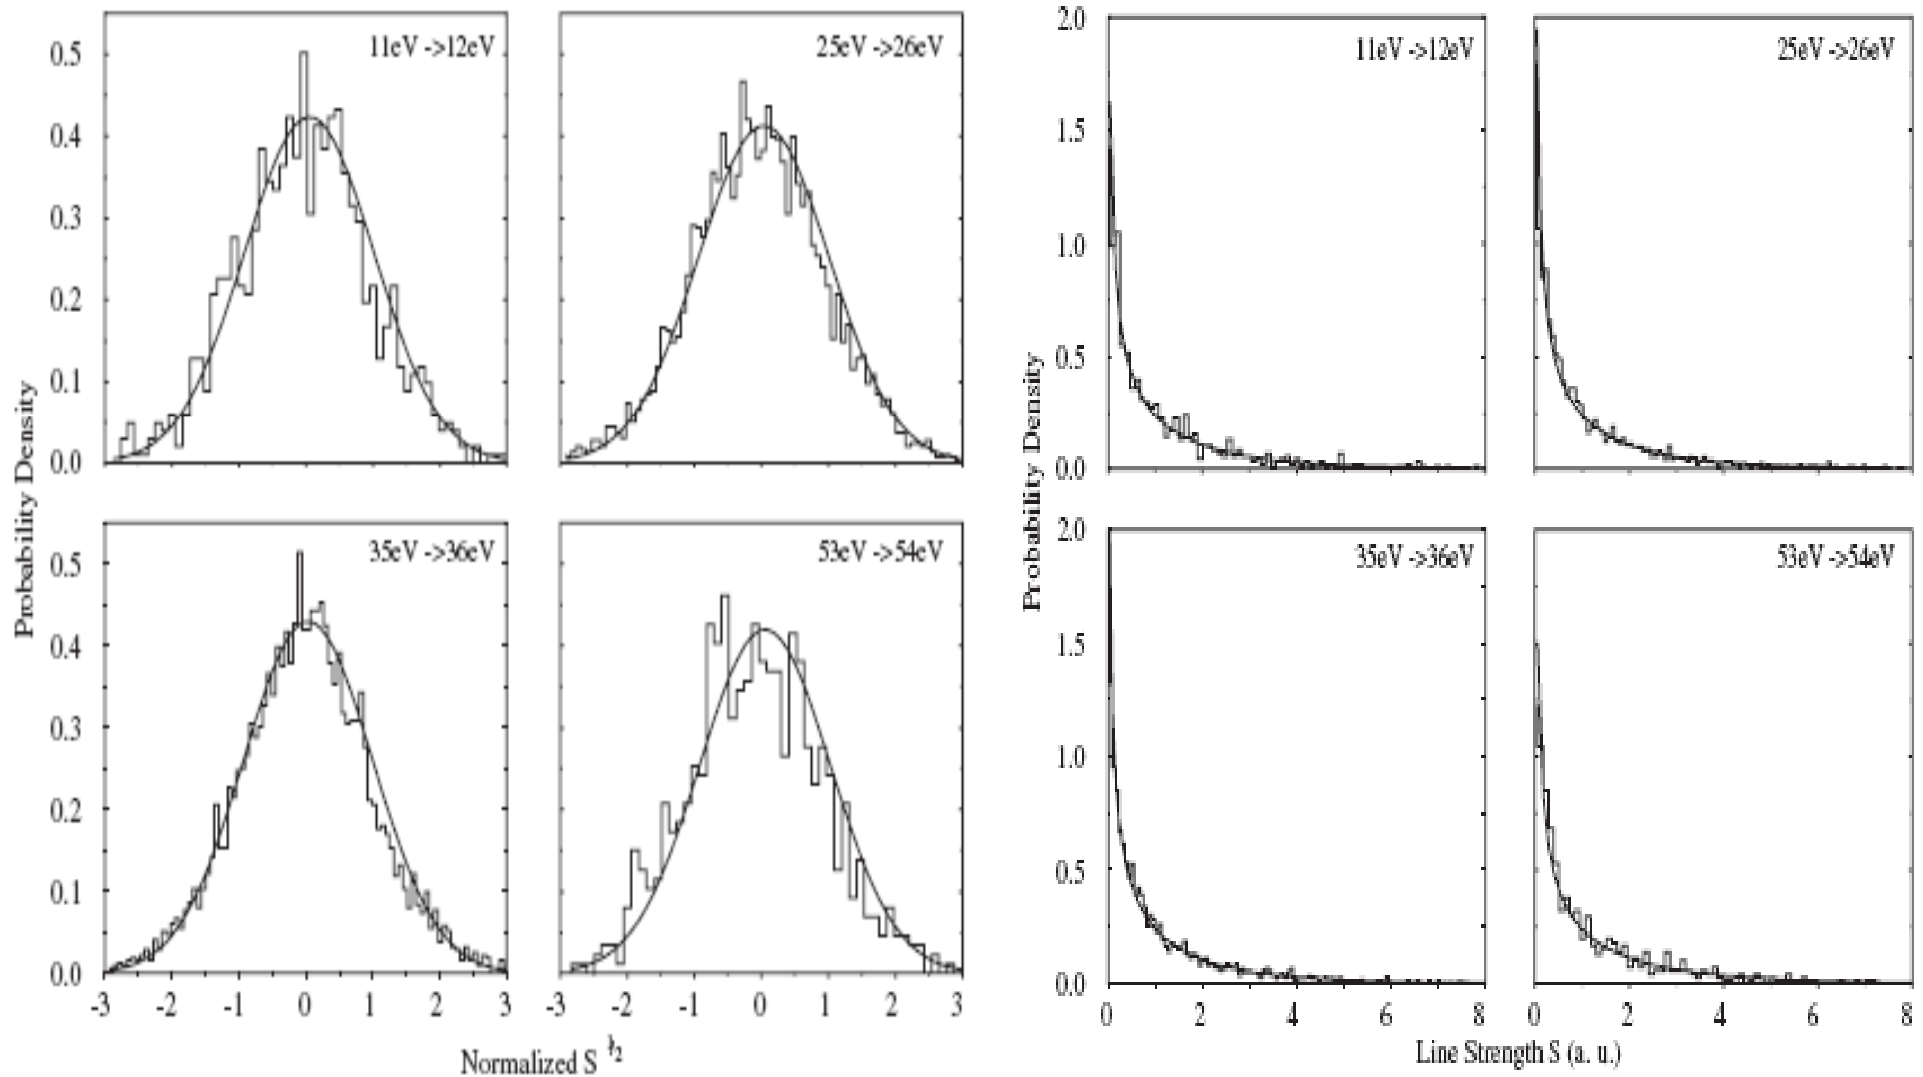 11eV ->12eV
25eV ->26eV
0.5
0.4
0.3
0.2
0.1
0.0
35eV ->36eV
53eV ->54eV
0.5
0.4
0.3
0.2
0.1
0.0
-3 -2 -1 0 1 2 3
-3 -2 -1 0 1 2 3
Probability Density
Normalized S ½
11eV ->12eV
25eV ->26eV
2.0
1.5
1.0
0.5
0.0
35eV ->36eV
53eV ->54eV
2.0
1.5
1.0
0.5
0.0
0 2 4 6 8
0 2 4 6 8
Probability Density
Line Strength S (a. u.)